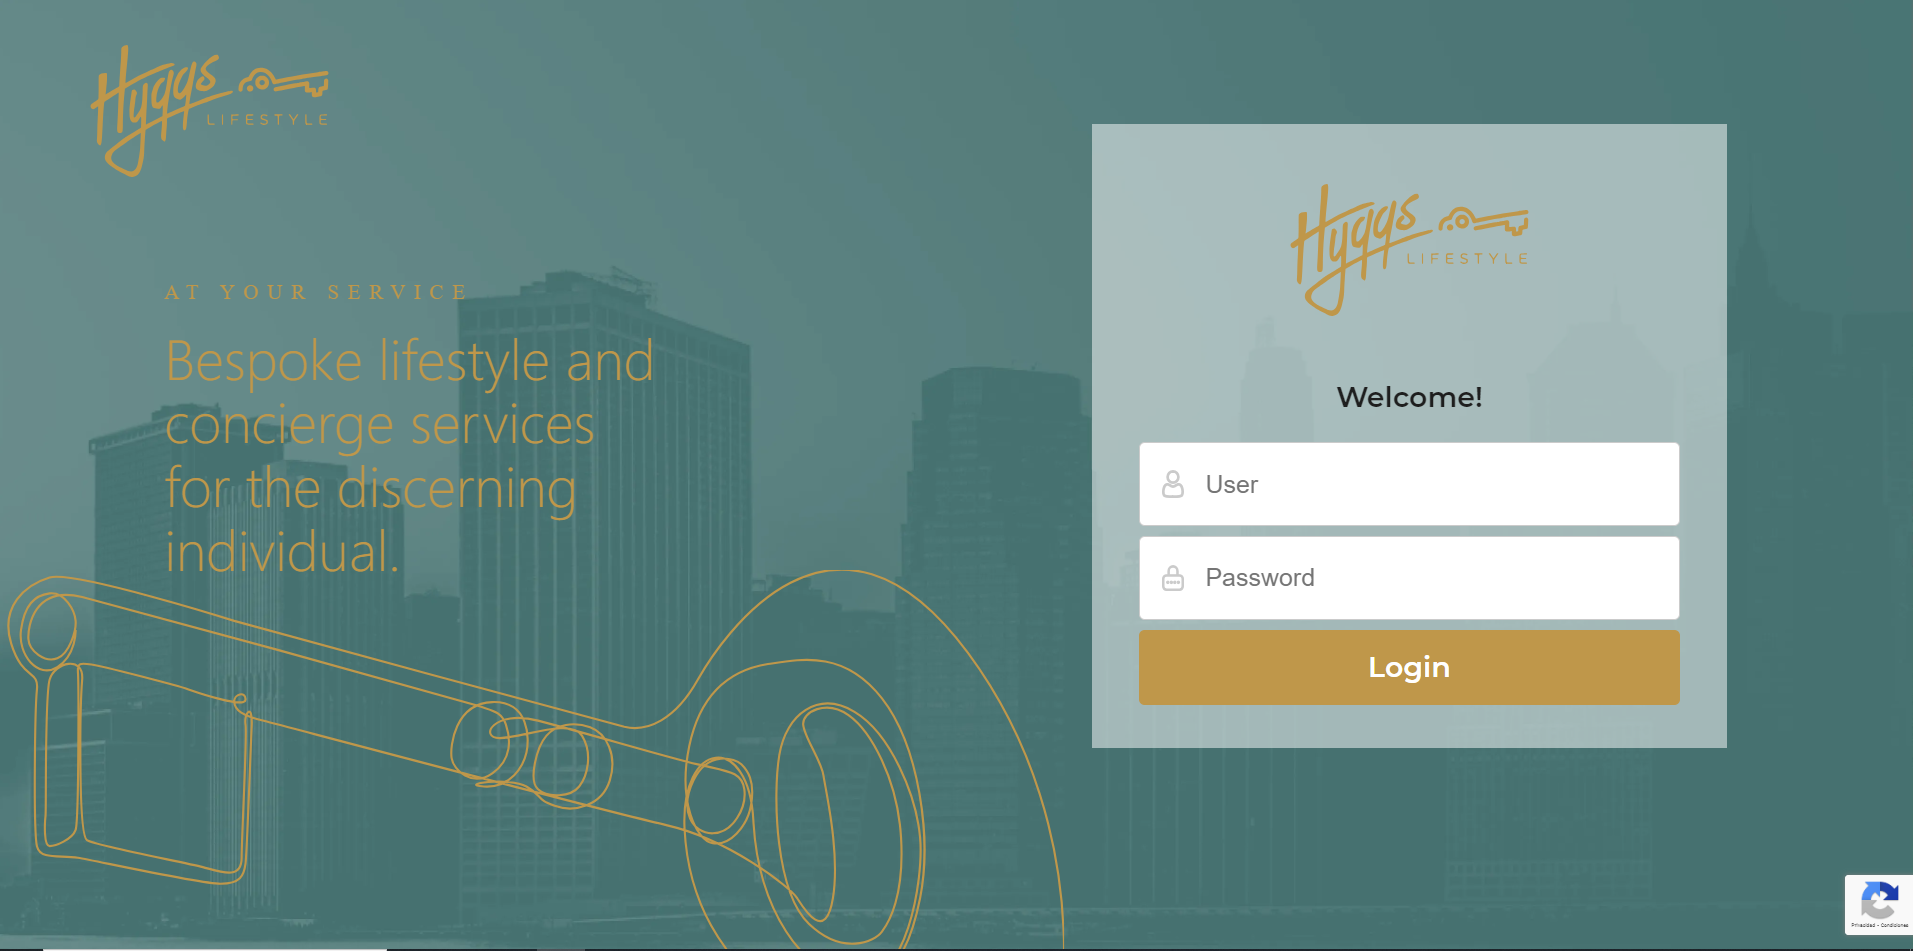 Hyggs
LIFESTYLE
AT YOUR SERVICE
Bespoke lifestyle and
concierge services
for the discerning
individual.
Hyggs
LIFESTYLE
Welcome!
User
Password
Login
Privacidad - Condiciones